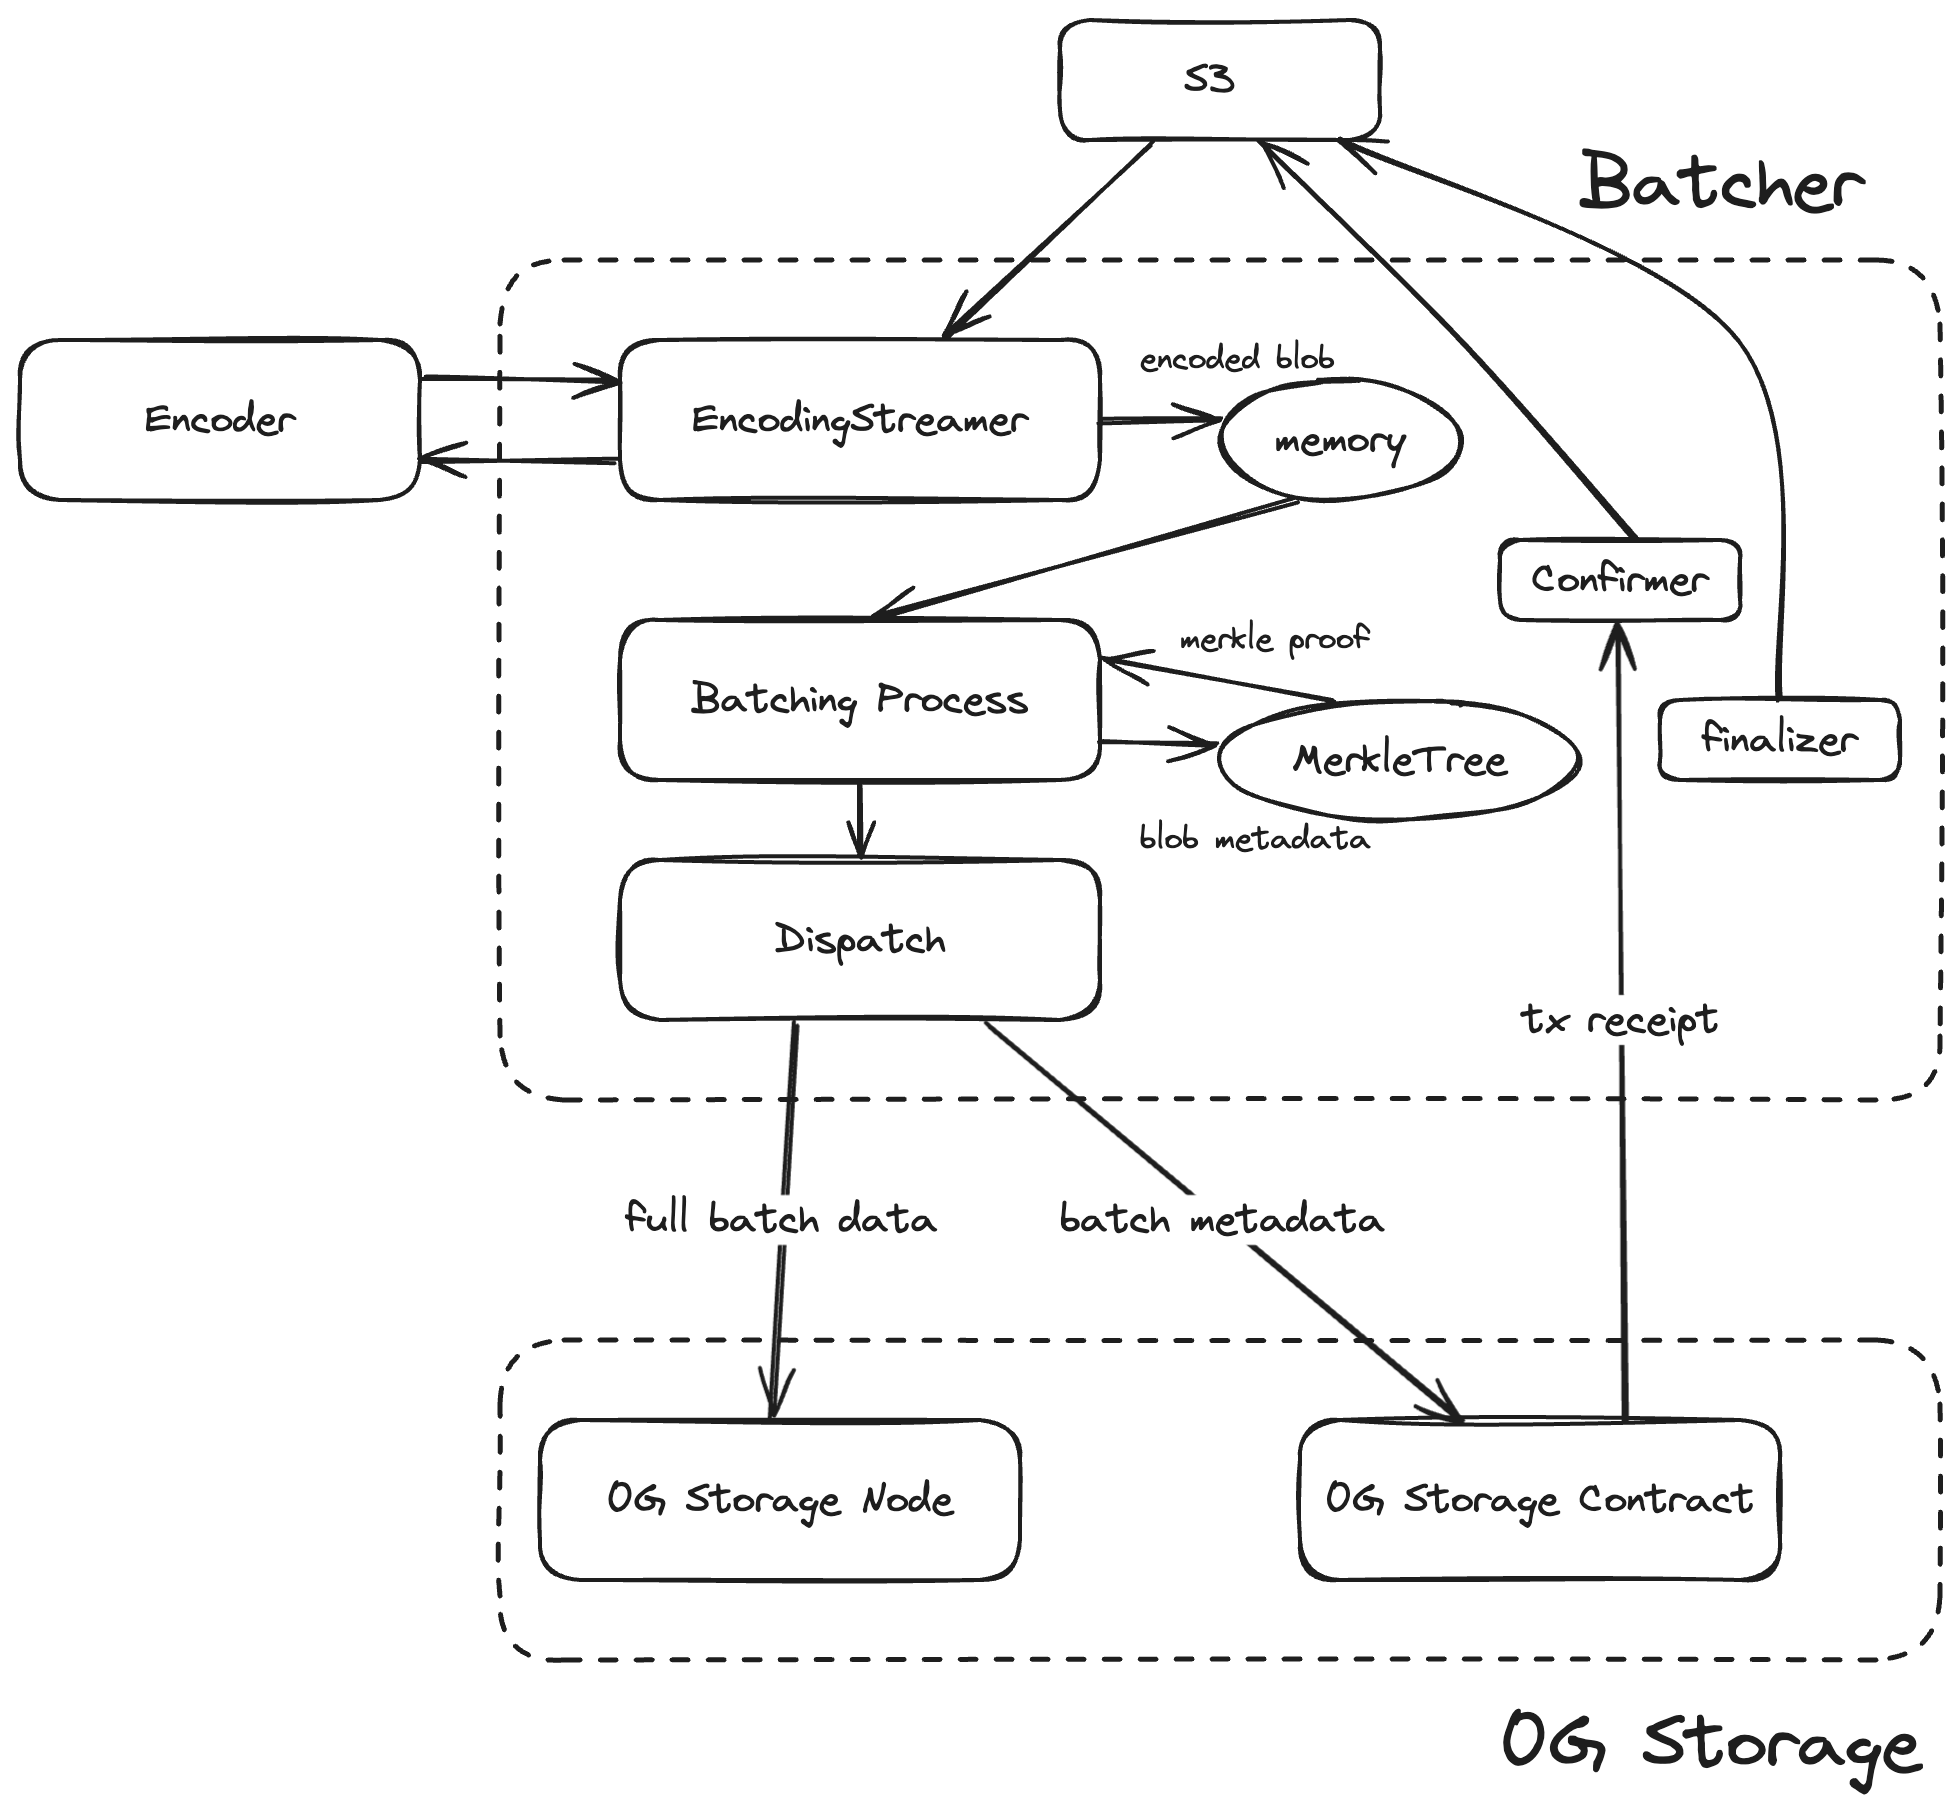 S3
Batcher
encoded blob
Encoder
EncodingStreamer
memory
Confirmer
merkle proof
Batching Process
MerkleTree
finalizer
blob metadata
Dispatch
tx receipt
full batch data
batch metadata
0G Storage Node
0G Storage Contract
0G Storage